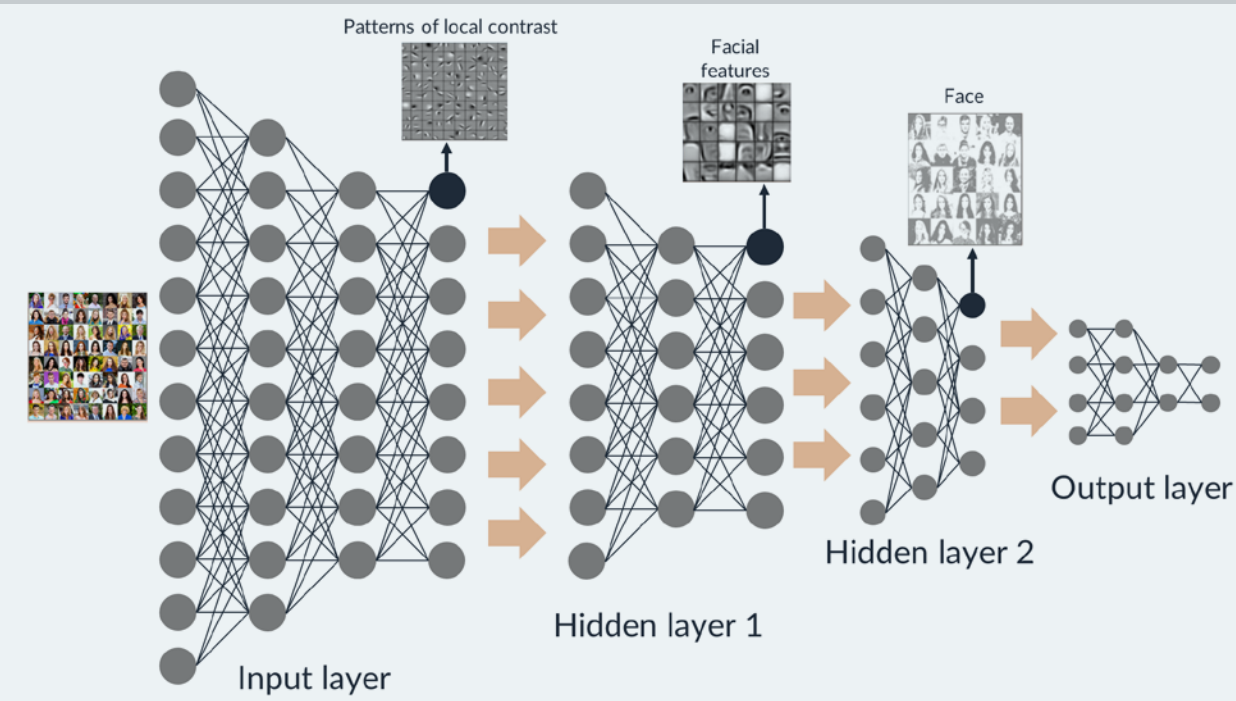 Patterns of local contrast
Facial
features
Face
Input layer
Hidden layer 1
Hidden layer 2
Output layer